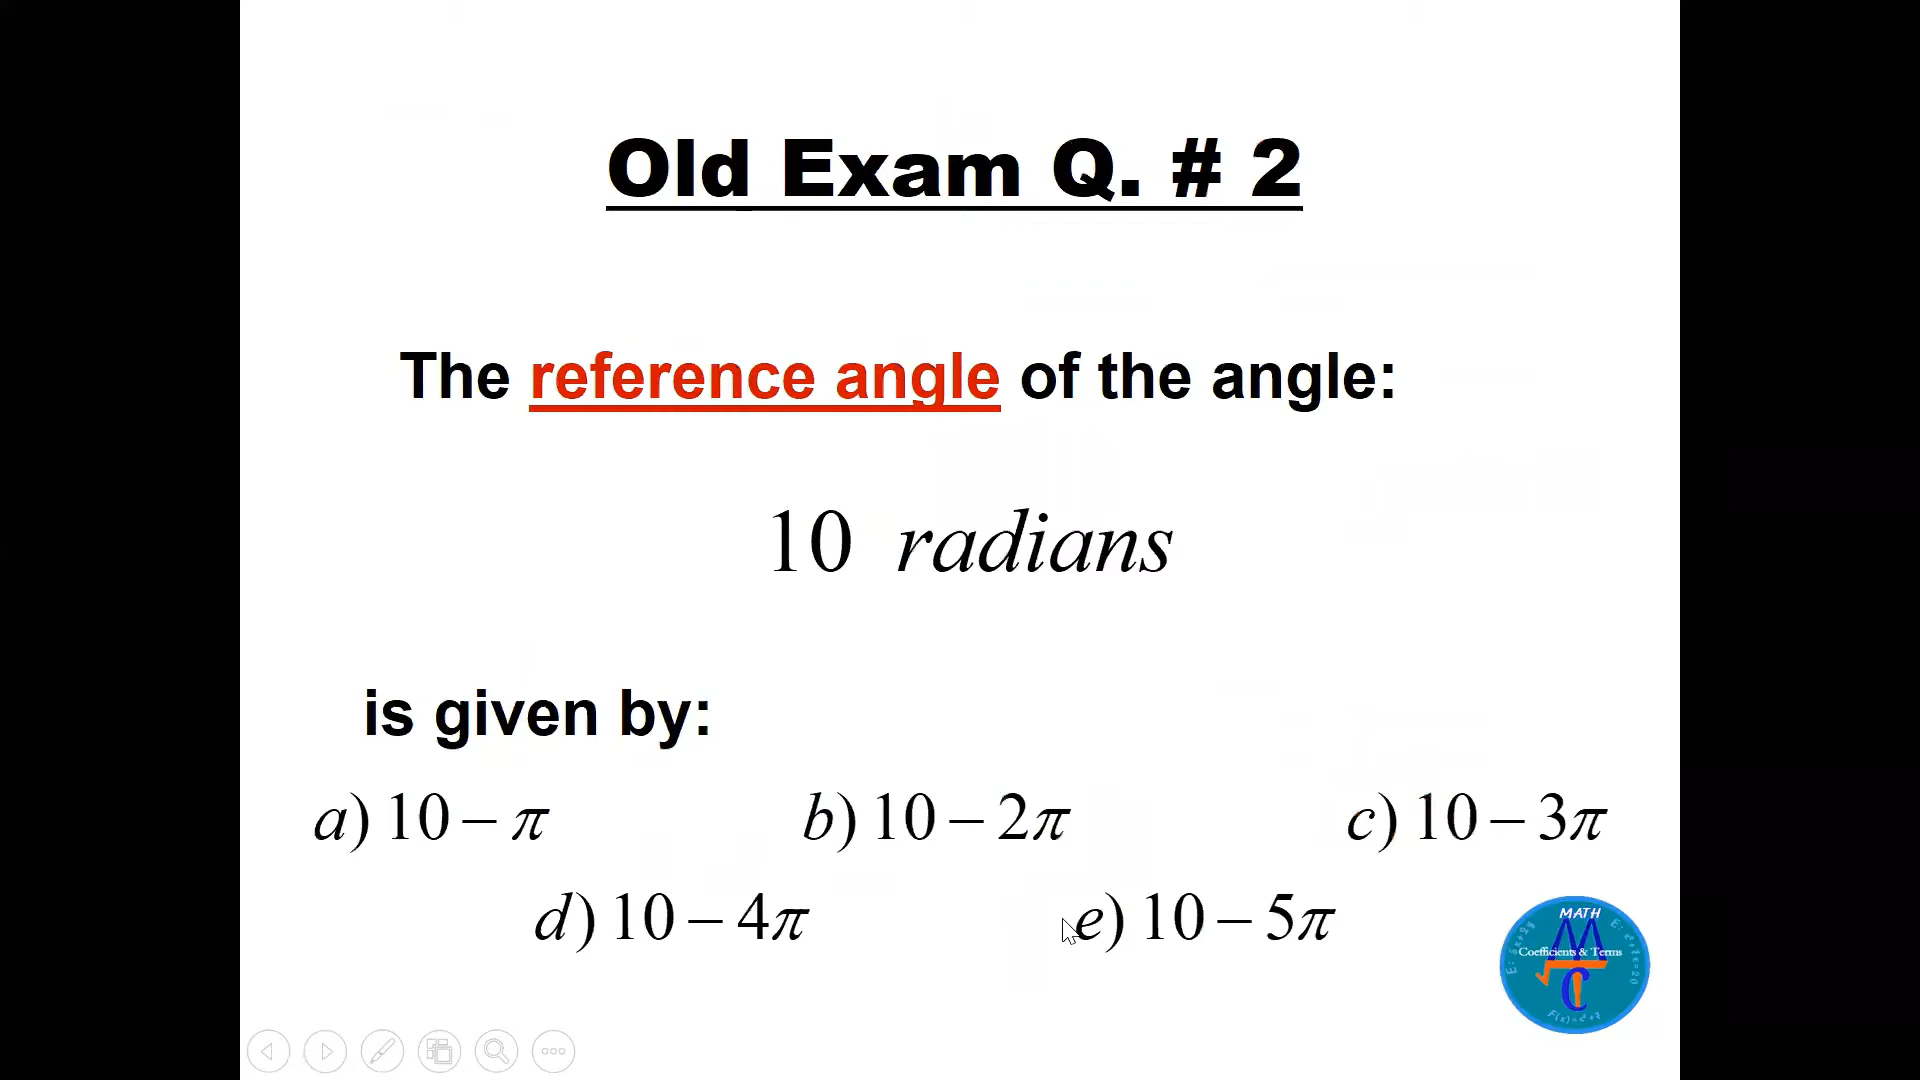 Old Exam Q. # 2
The reference angle of the angle:
10 radians
is given by:
a) 10 − π b) 10 − 2π c) 10 − 3π
d) 10 − 4π e) 10 − 5π
MATH
Coefficients & Terms